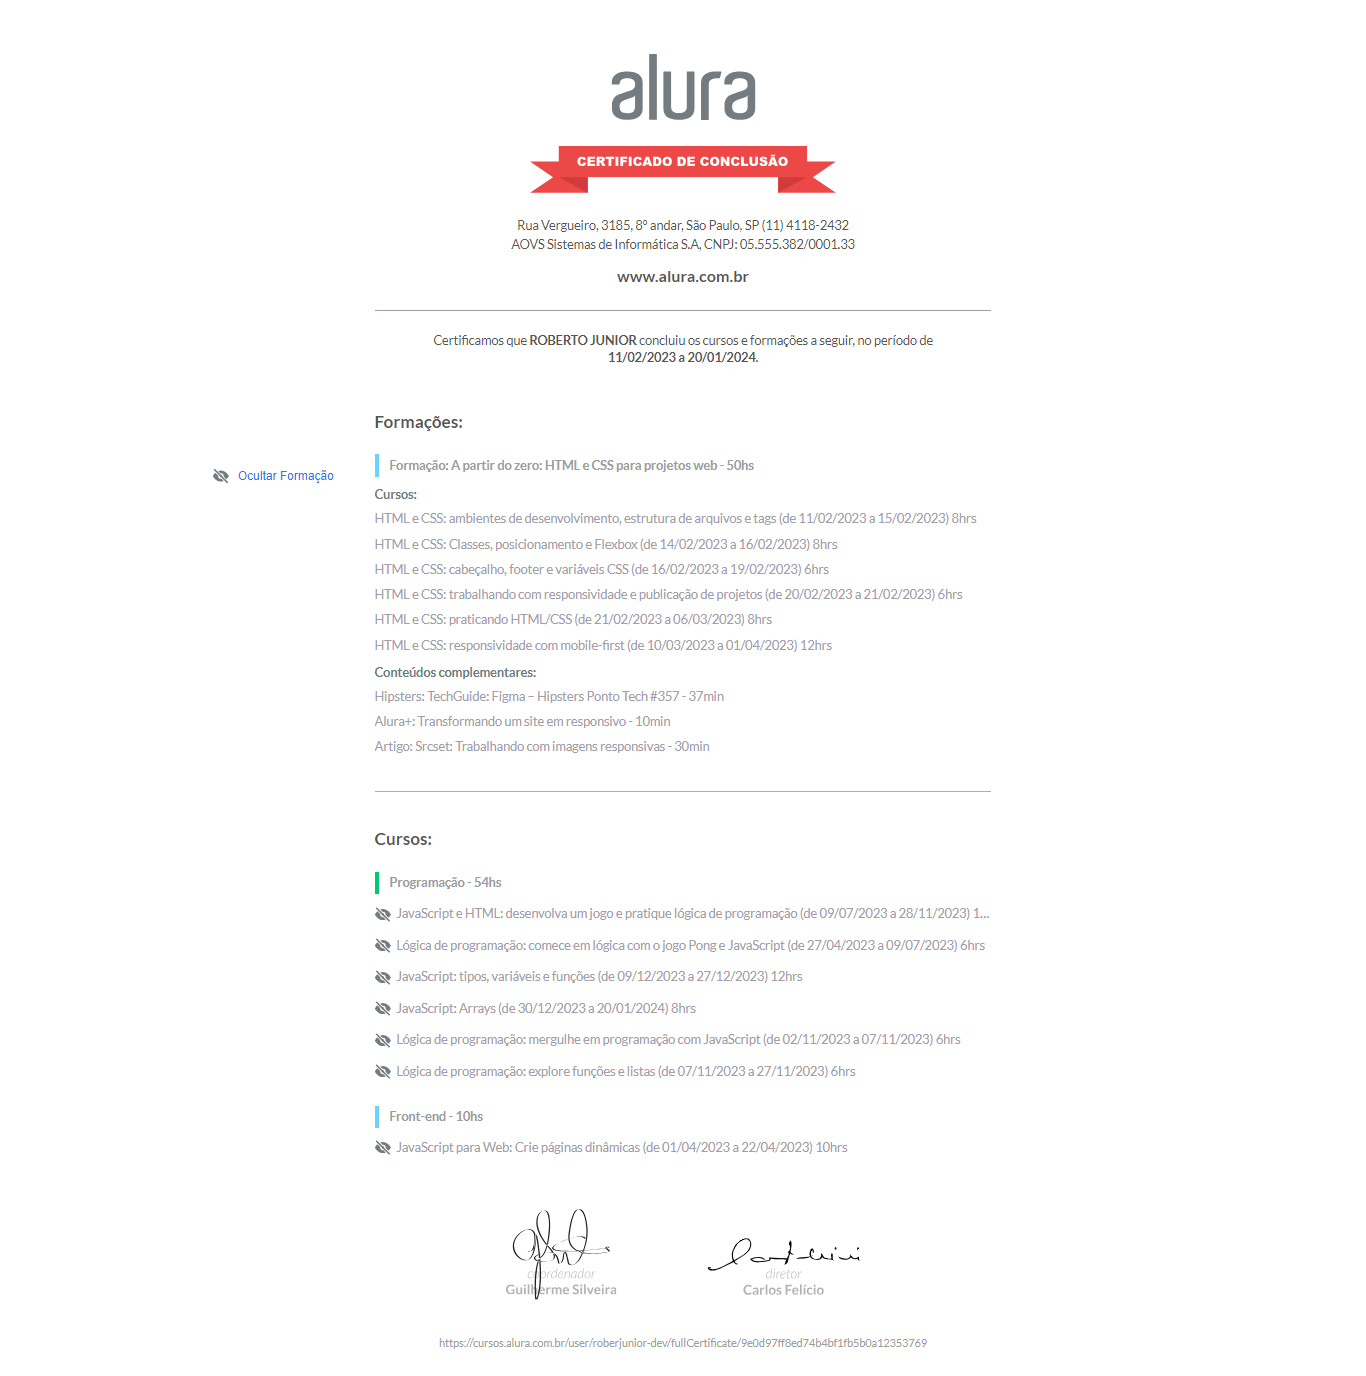 alura
CERTIFICADO DE CONCLUSÃO
Rua Vergueiro, 3185, 8º andar, São Paulo, SP (11) 4118-2432
AOVS Sistemas de Informática S.A, CNPJ: 05.555.382/0001.33
www.alura.com.br
Certificamos que ROBERTO JUNIOR concluiu os cursos e formações a seguir, no período de
11/02/2023 a 20/01/2024.
Formações:
Formação: A partir do zero: HTML e CSS para projetos web - 50hs
Ocultar Formação
Cursos:
HTML e CSS: ambientes de desenvolvimento, estrutura de arquivos e tags (de 11/02/2023 a 15/02/2023) 8hrs
HTML e CSS: Classes, posicionamento e Flexbox (de 14/02/2023 a 16/02/2023) 8hrs
HTML e CSS: cabeçalho, footer e variáveis CSS (de 16/02/2023 a 19/02/2023) 6hrs
HTML e CSS: trabalhando com responsividade e publicação de projetos (de 20/02/2023 a 21/02/2023) 6hrs
HTML e CSS: praticando HTML/CSS (de 21/02/2023 a 06/03/2023) 8hrs
HTML e CSS: responsividade com mobile-first (de 10/03/2023 a 01/04/2023) 12hrs
Conteúdos complementares:
Hipsters: TechGuide: Figma – Hipsters Ponto Tech #357 - 37min
Alura+: Transformando um site em responsivo - 10min
Artigo: Srcset: Trabalhando com imagens responsivas - 30min
Cursos:
Programação - 54hs
JavaScript e HTML: desenvolva um jogo e pratique lógica de programação (de 09/07/2023 a 28/11/2023) 1...
Lógica de programação: comece em lógica com o jogo Pong e JavaScript (de 27/04/2023 a 09/07/2023) 6hrs
JavaScript: tipos, variáveis e funções (de 09/12/2023 a 27/12/2023) 12hrs
JavaScript: Arrays (de 30/12/2023 a 20/01/2024) 8hrs
Lógica de programação: mergulhe em programação com JavaScript (de 02/11/2023 a 07/11/2023) 6hrs
Lógica de programação: explore funções e listas (de 07/11/2023 a 27/11/2023) 6hrs
Front-end - 10hs
JavaScript para Web: Crie páginas dinâmicas (de 01/04/2023 a 22/04/2023) 10hrs
coordenador diretor
Guilherme Silveira Carlos Felício
https://cursos.alura.com.br/user/roberjunior-dev/fullCertificate/9e0d97ff8ed74b4bf1fb5b0a12353769